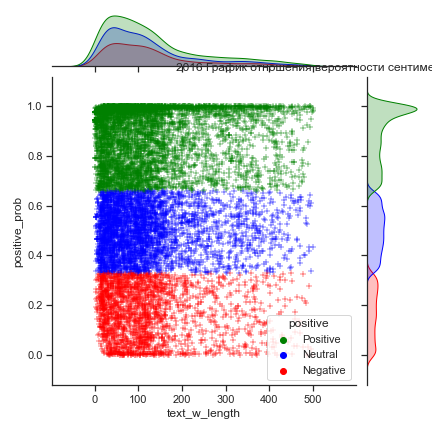 2016 График отншения вероятности сентиме
positive_prob
1.0
0.8
0.6
0.4
0.2
0.0
positive
Positive
Neutral
Negative
0 100 200 300 400 500
text_w_length